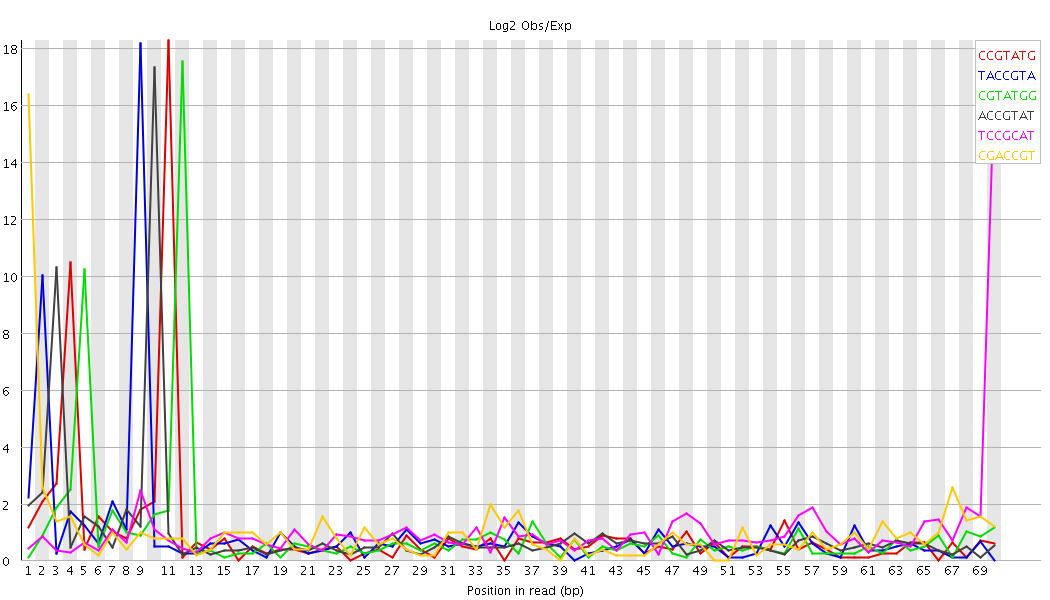 Log2 Obs/Exp
18
16
14
12
10
8
6
4
2
0
CCGTATG
TACCGTA
CGTATGG
ACCGTAT
TCCGCAT
CGACCGT
1 2 3 4 5 6 7 8 9 11 13 15 17 19 21 23 25 27 29 31 33 35 37 39 41 43 45 47 49 51 53 55 57 59 61 63 65 67 69
Position in read (bp)